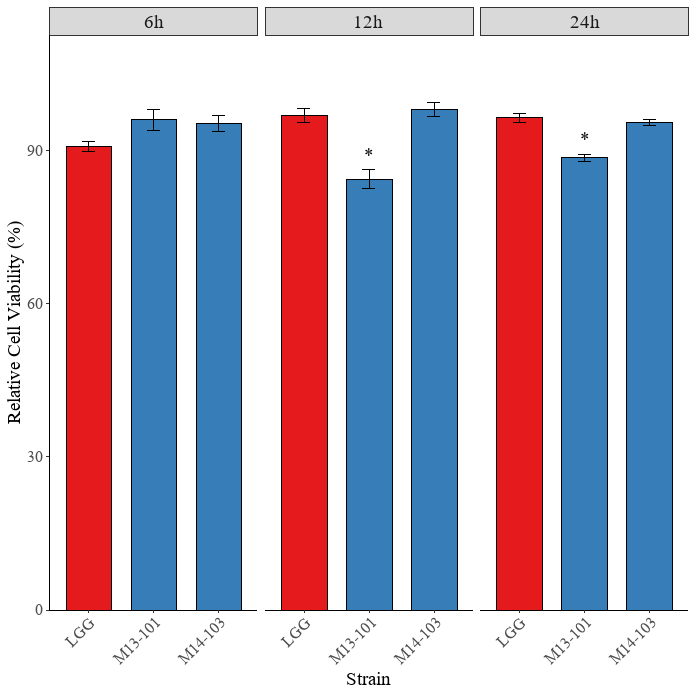 6h 12h 24h
* *
90
60
30
0
Relative Cell Viability (%)
LGG M13-101 M14-103 LGG M13-101 M14-103 LGG M13-101 M14-103
Strain